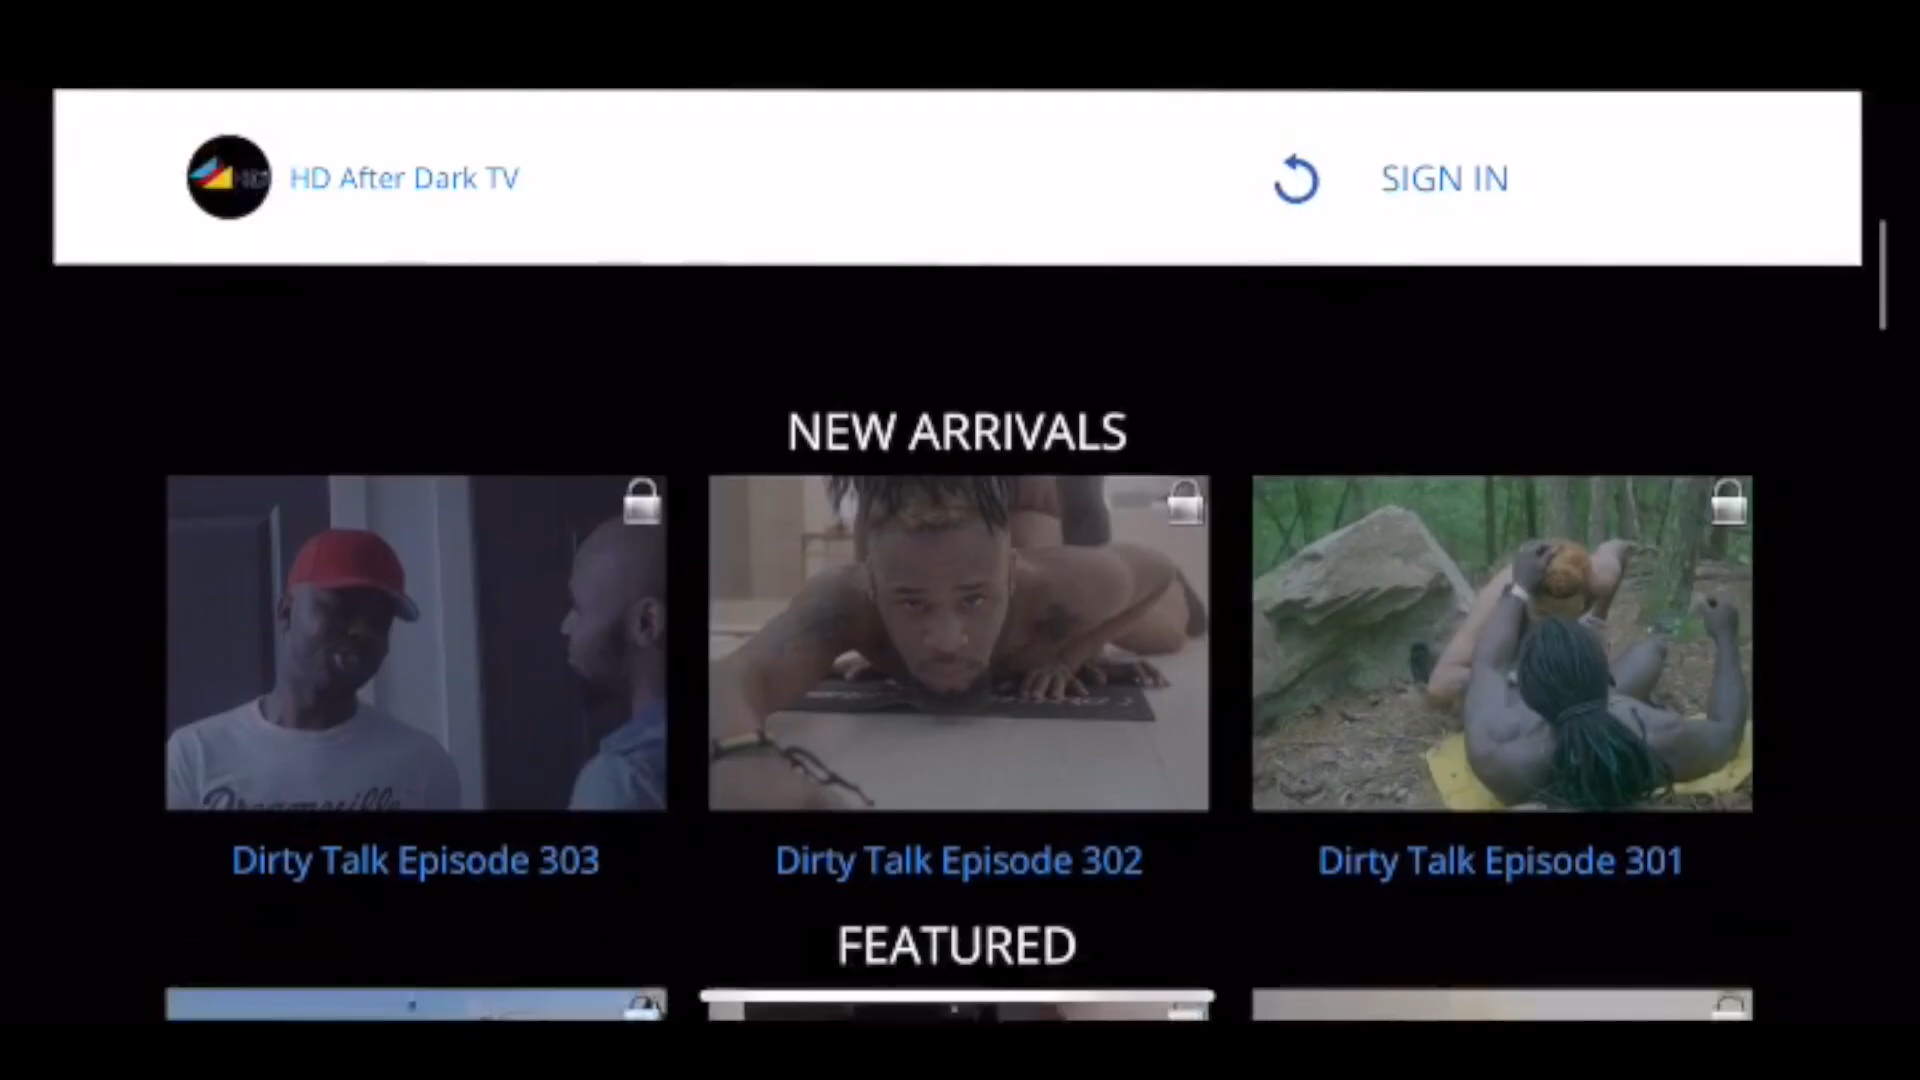 HD After Dark TV
SIGN IN
NEW ARRIVALS
Dirty Talk Episode 303
Dirty Talk Episode 302
Dirty Talk Episode 301
FEATURED